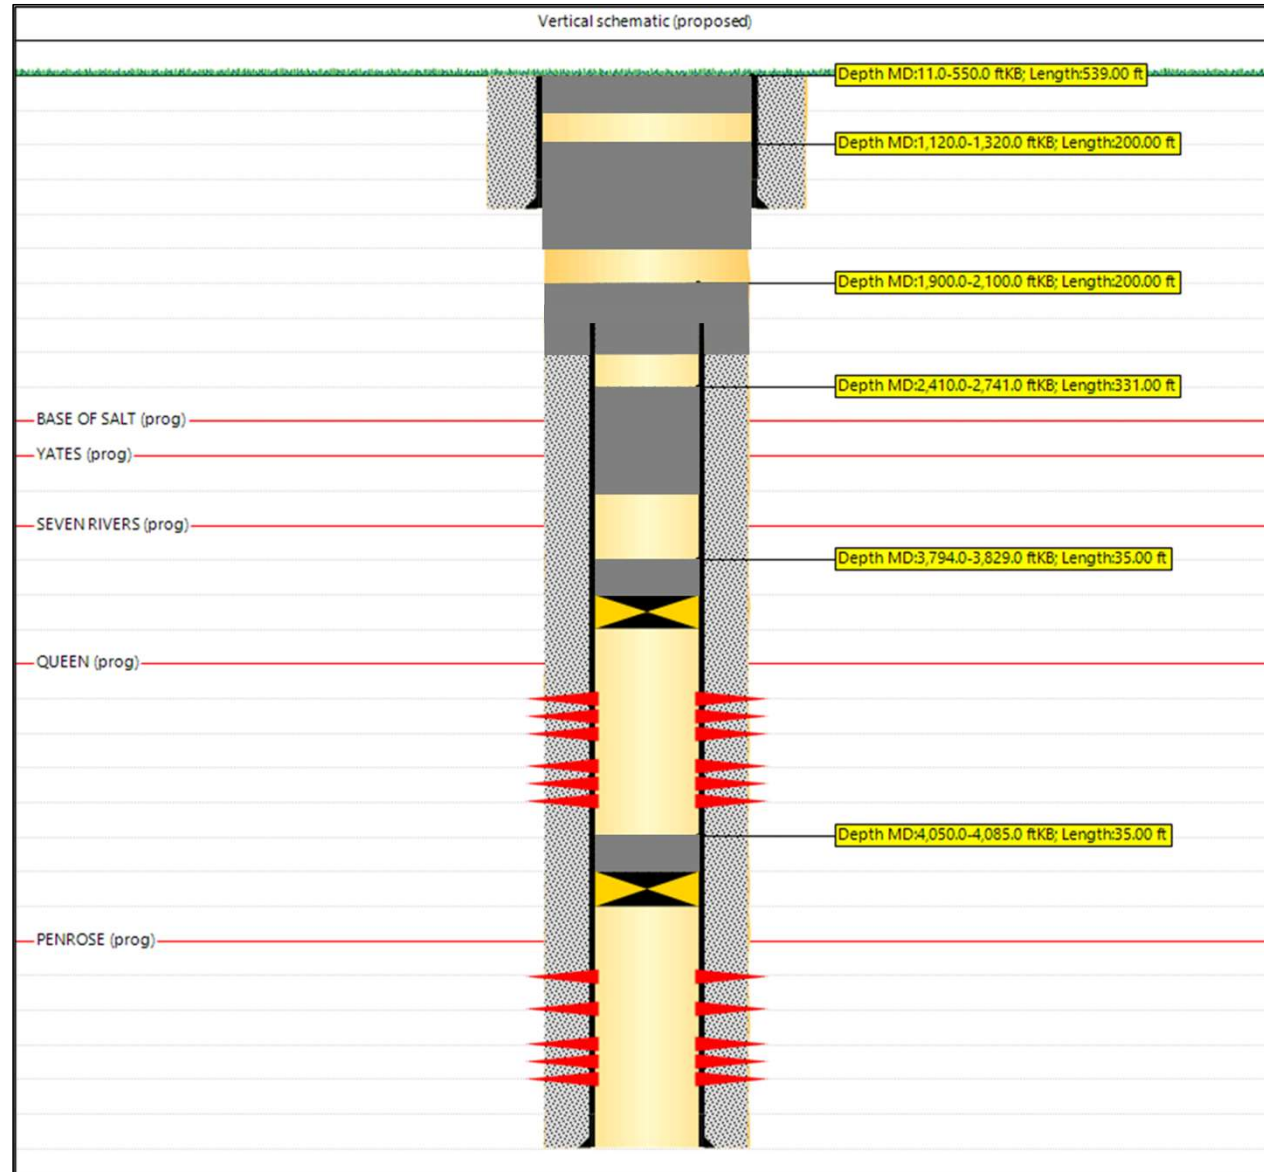 Vertical schematic (proposed)
Depth MD:11.0-550.0 ftKB; Length:539.00 ft
Depth MD:1,120.0-1,320.0 ftKB; Length:200.00 ft
Depth MD:1,900.0-2,100.0 ftKB; Length:200.00 ft
Depth MD:2,410.0-2,741.0 ftKB; Length:331.00 ft
BASE OF SALT (prog)
YATES (prog)
SEVEN RIVERS (prog)
Depth MD:3,794.0-3,829.0 ftKB; Length:35.00 ft
QUEEN (prog)
Depth MD:4,050.0-4,085.0 ftKB; Length:35.00 ft
PENROSE (prog)